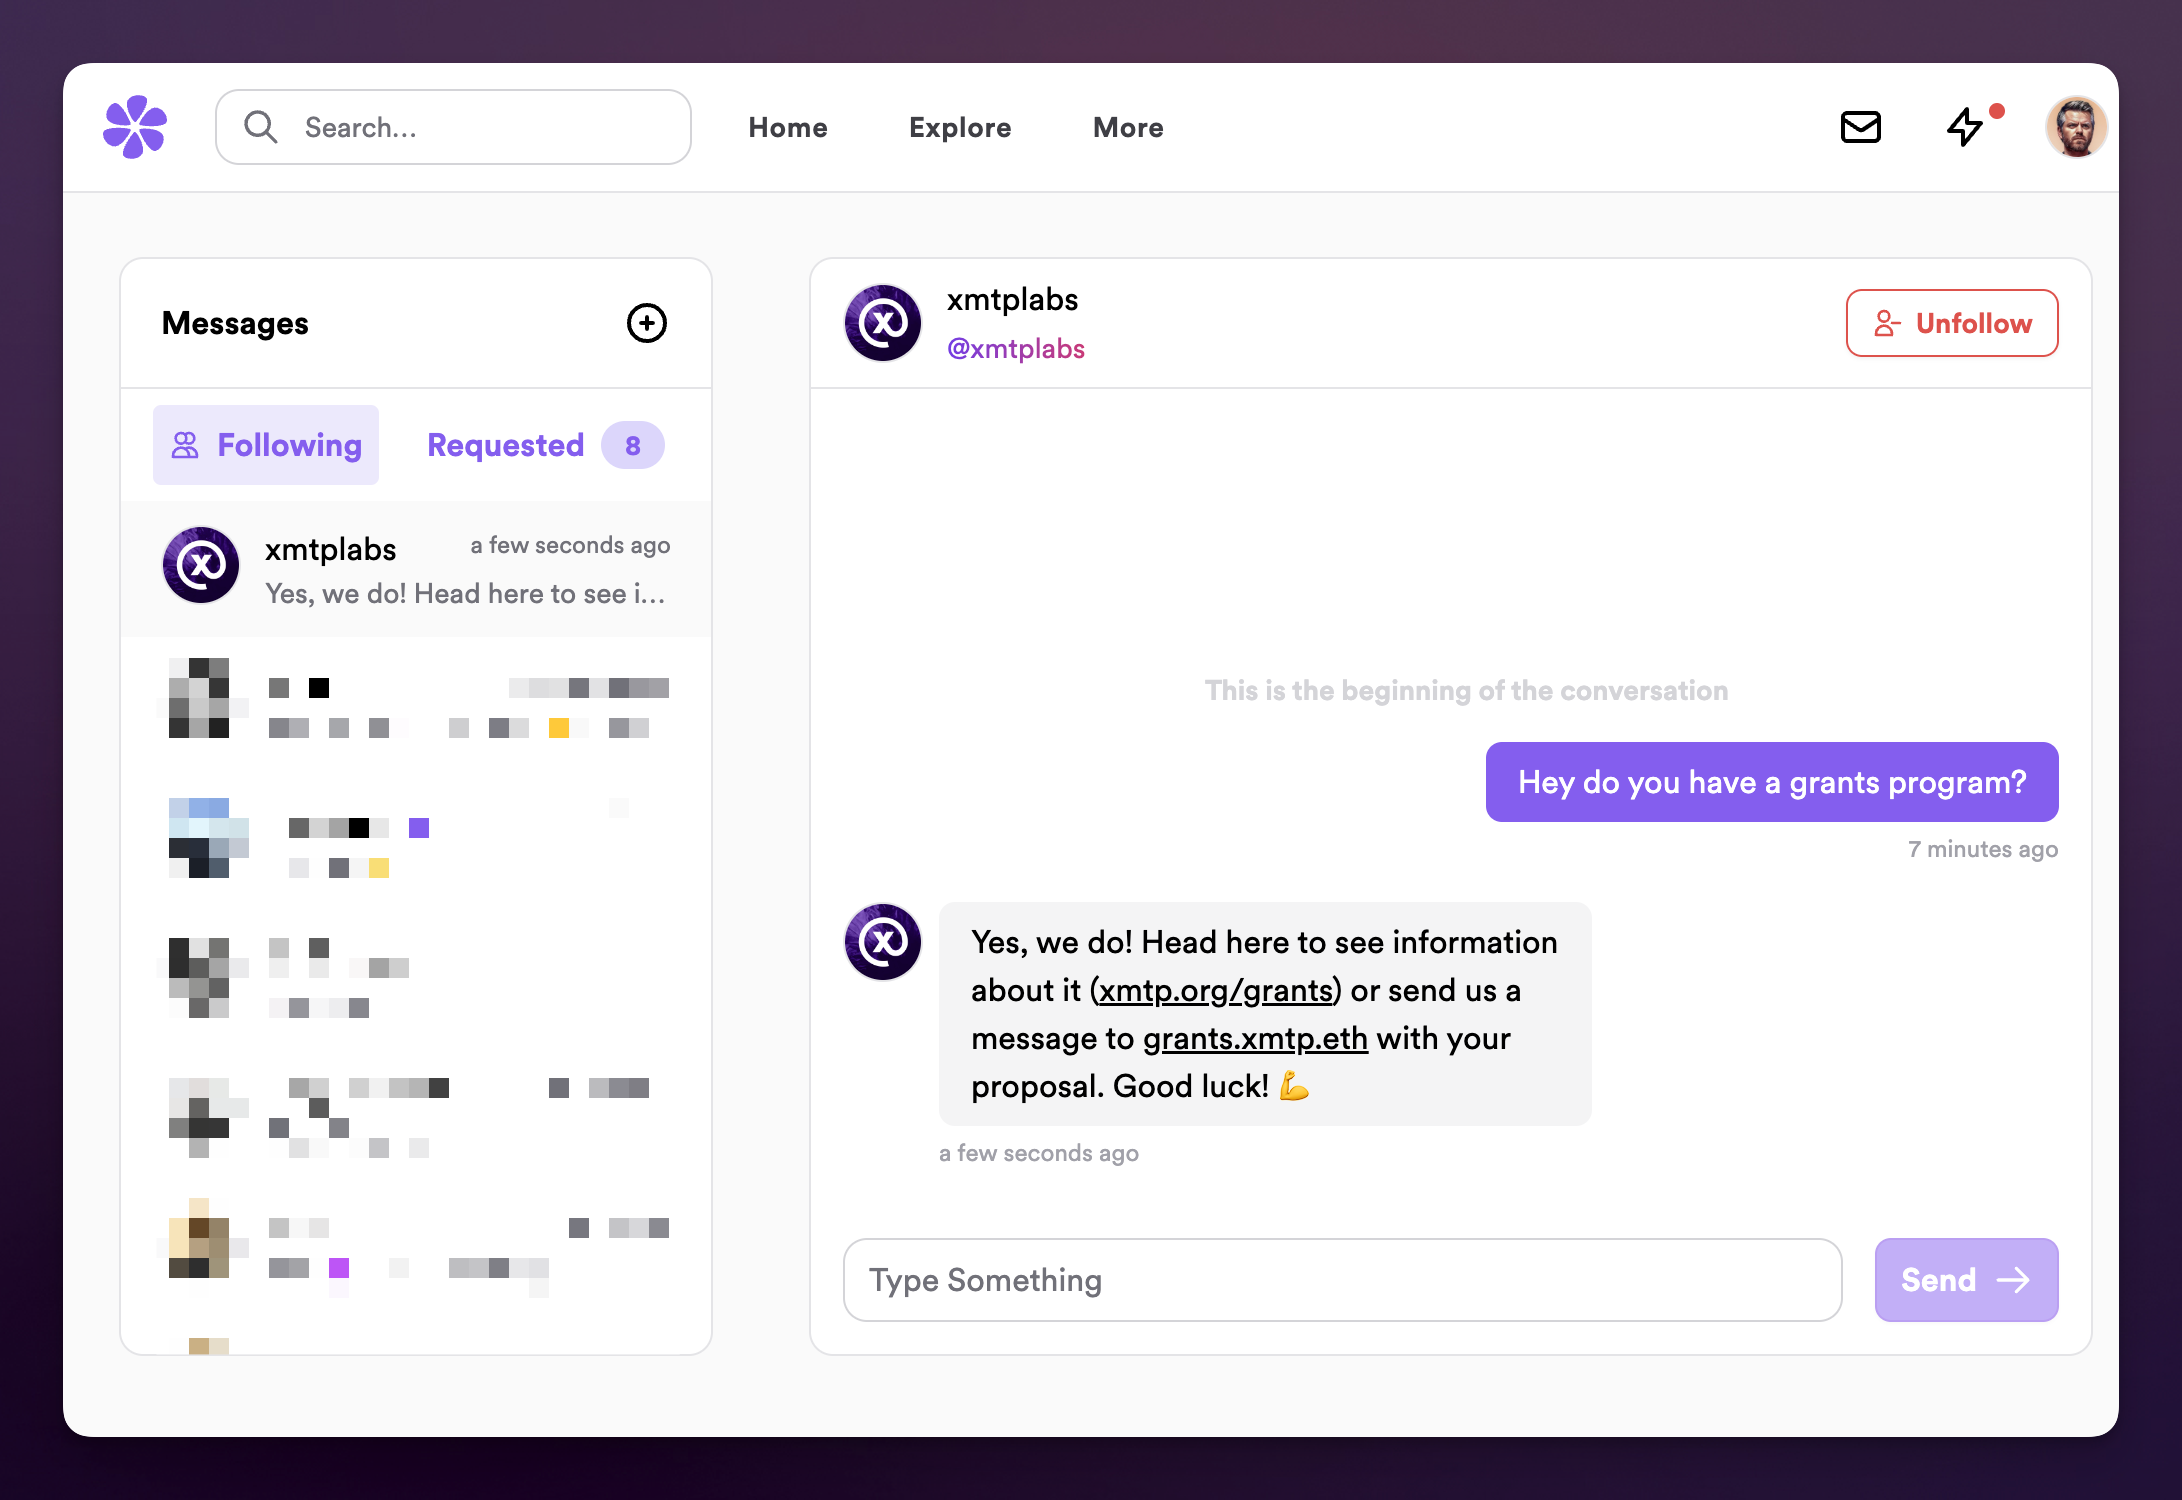 Search...
Home
Explore
More
Messages
Following
Requested
8
xmtplabs
a few seconds ago
Yes, we do! Head here to see i...
xmtplabs
@xmtplabs
Unfollow
This is the beginning of the conversation
Hey do you have a grants program?
7 minutes ago
Yes, we do! Head here to see information
about it (xmtp.org/grants) or send us a
message to grants.xmtp.eth with your
proposal. Good luck! 💪
a few seconds ago
Type Something
Send